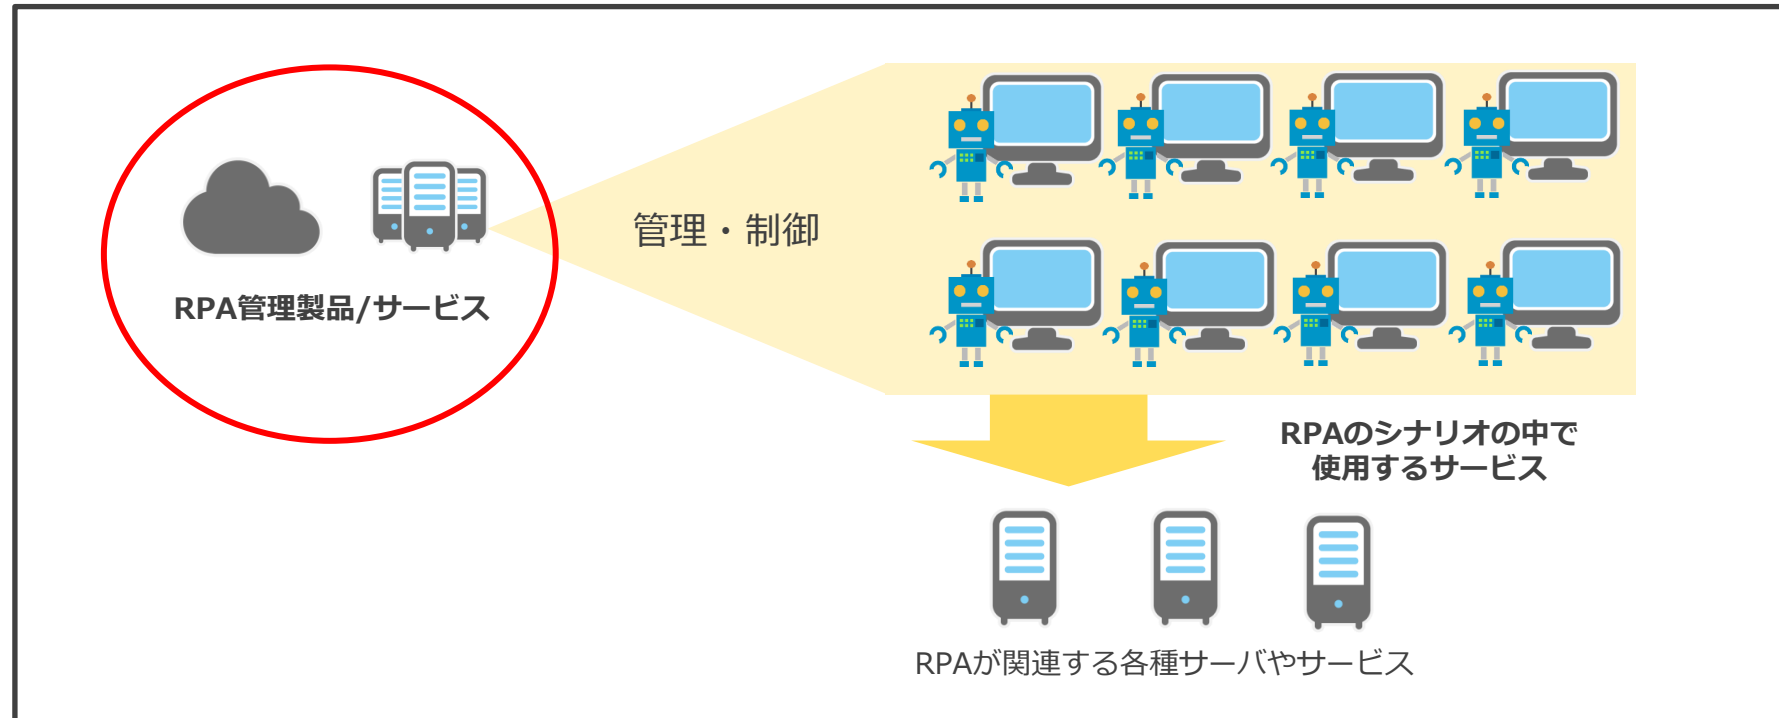 管理・制御
RPA管理製品/サービス
RPAのシナリオの中で
使用するサービス
RPAが関連する各種サーバやサービス